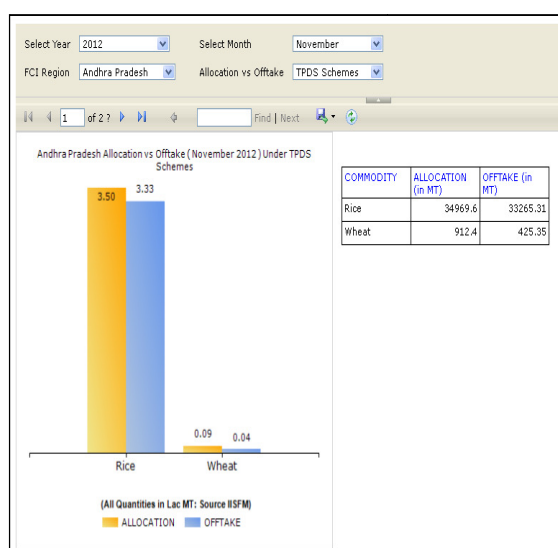 Select Year 2012 Select Month November
FCI Region Andhra Pradesh Allocation vs Offtake TPDS Schemes
1 of 2 ? Find | Next
Andhra Pradesh Allocation vs Offtake ( November 2012 ) Under TPDS
Schemes
3.50 3.33
0.09 0.04
Rice Wheat
(All Quantities in Lac MT: Source IISFM)
ALLOCATION OFFTAKE
COMMODITY ALLOCATION (in MT) OFFTAKE (in MT)
Rice 34969.6 33265.31
Wheat 912.4 425.35